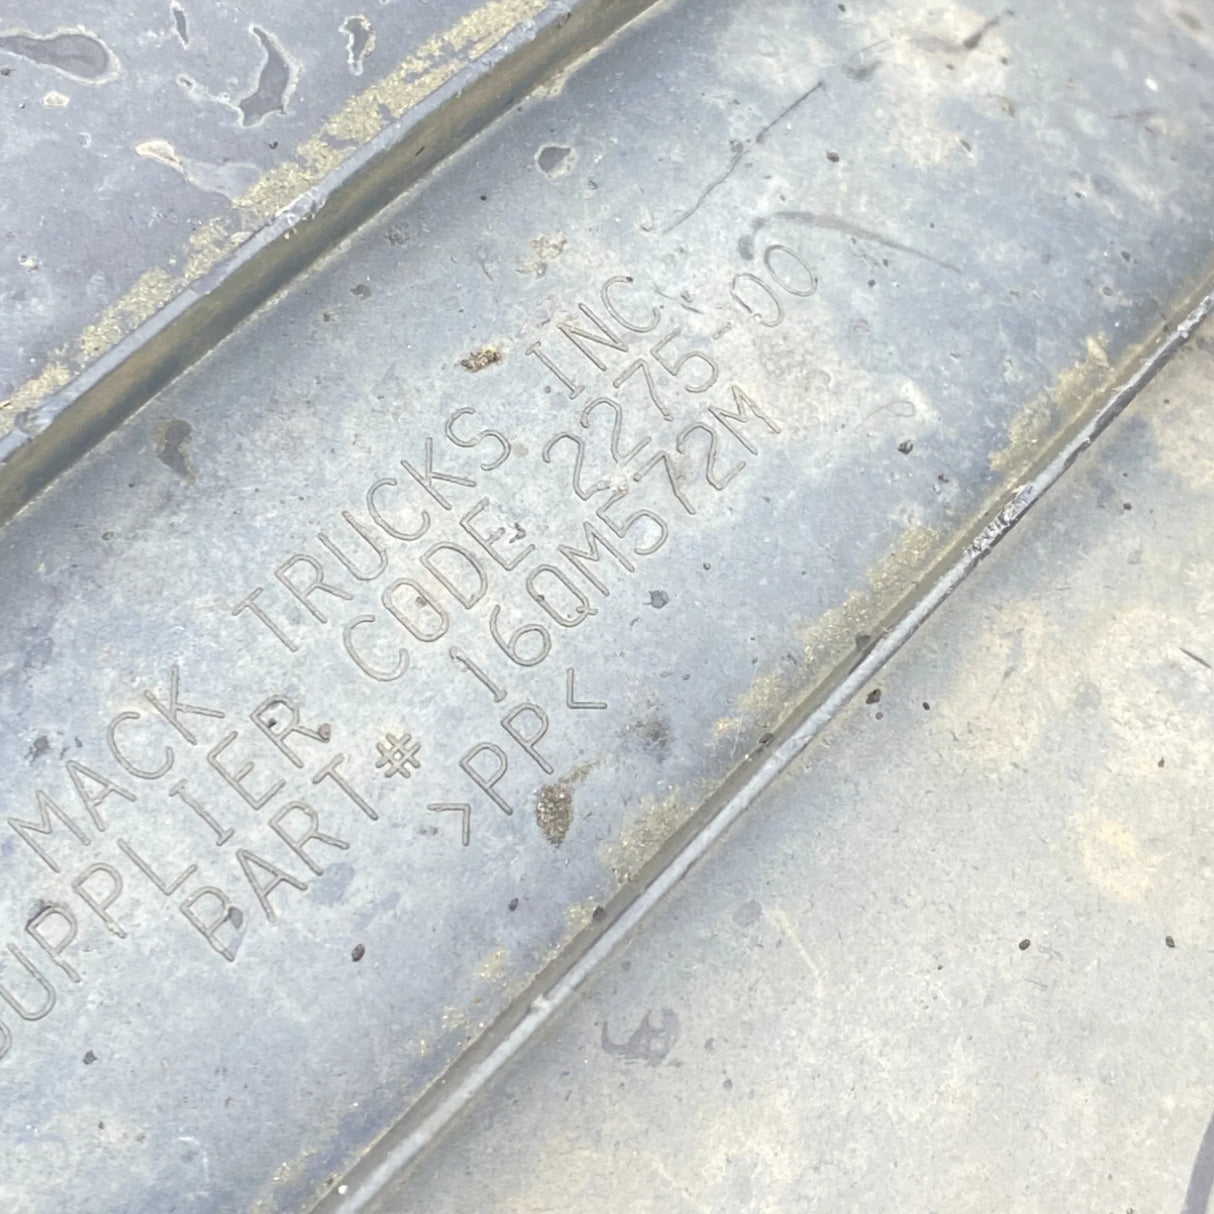 MACK TRUCKS INC
SUPPLIER CODE 2275-00
PART# 16QM572M
>PP<